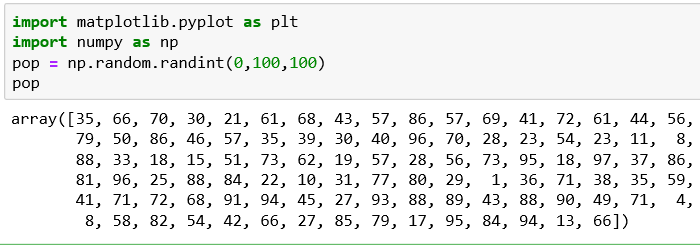 import matplotlib.pyplot as plt
import numpy as np
pop = np.random.randint(0,100,100)
pop
array([35, 66, 70, 30, 21, 61, 68, 43, 57, 86, 57, 69, 41, 72, 61, 44, 56,
79, 50, 86, 46, 57, 35, 39, 30, 40, 96, 70, 28, 23, 54, 23, 11, 8,
88, 33, 18, 15, 51, 73, 62, 19, 57, 28, 56, 73, 95, 18, 97, 37, 86,
81, 96, 25, 88, 84, 22, 10, 31, 77, 80, 29, 1, 36, 71, 38, 35, 59,
41, 71, 72, 68, 91, 94, 45, 27, 93, 88, 89, 43, 88, 90, 49, 71, 4,
8, 58, 82, 54, 42, 66, 27, 85, 79, 17, 95, 84, 94, 13, 66])